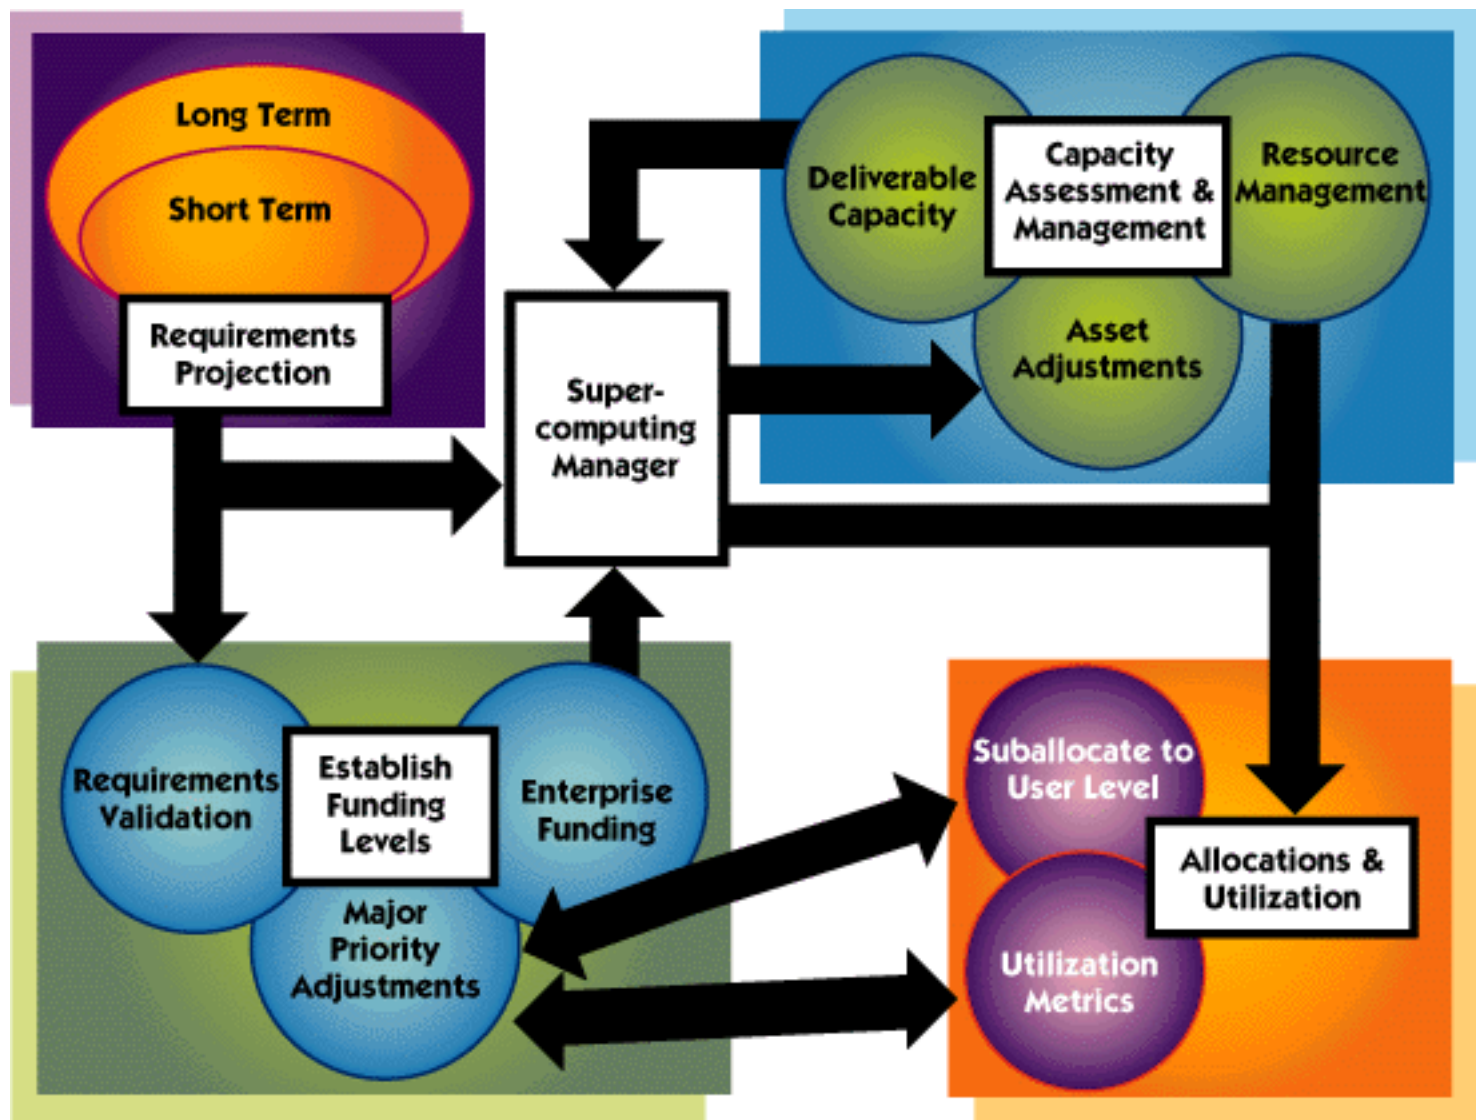 Long Term
Short Term
Requirements
Projection
Deliverable
Capacity
Capacity
Assessment &
Management
Resource
Management
Asset
Adjustments
Super-
computing
Manager
Requirements
Validation
Establish
Funding
Levels
Enterprise
Funding
Major
Priority
Adjustments
Suballocate to
User Level
Allocations &
Utilization
Utilization
Metrics